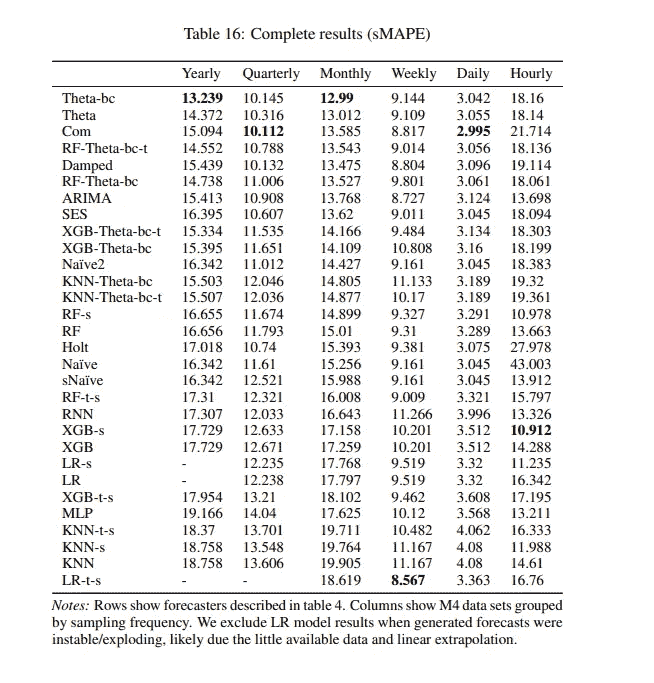 Table 16: Complete results (sMAPE)
Yearly Quarterly Monthly Weekly Daily Hourly
Theta-bc 13.239 10.145 12.99 9.144 3.042 18.16
Theta 14.372 10.316 13.012 9.109 3.055 18.14
Com 15.094 10.112 13.585 8.817 2.995 21.714
RF-Theta-bc-t 14.552 10.788 13.543 9.014 3.056 18.136
Damped 15.439 10.132 13.475 8.804 3.096 19.114
RF-Theta-bc 14.738 11.006 13.527 9.801 3.061 18.061
ARIMA 15.413 10.908 13.768 8.727 3.124 13.698
SES 16.395 10.607 13.62 9.011 3.045 18.094
XGB-Theta-bc-t 15.334 11.535 14.166 9.484 3.134 18.303
XGB-Theta-bc 15.395 11.651 14.109 10.808 3.16 18.199
Naïve2 16.342 11.012 14.427 9.161 3.045 18.383
KNN-Theta-bc 15.503 12.046 14.805 11.133 3.189 19.32
KNN-Theta-bc-t 15.507 12.036 14.877 10.17 3.189 19.361
RF-s 16.655 11.674 14.899 9.327 3.291 10.978
RF 16.656 11.793 15.01 9.31 3.289 13.663
Holt 17.018 10.74 15.393 9.381 3.075 27.978
Naïve 16.342 11.61 15.256 9.161 3.045 43.003
sNaïve 16.342 12.521 15.988 9.161 3.045 13.912
RF-t-s 17.31 12.321 16.008 9.009 3.321 15.797
RNN 17.307 12.033 16.643 11.266 3.996 13.326
XGB-s 17.729 12.633 17.158 10.201 3.512 10.912
XGB 17.729 12.671 17.259 10.201 3.512 14.288
LR-s - 12.235 17.768 9.519 3.32 11.235
LR - 12.238 17.797 9.519 3.32 16.342
XGB-t-s 17.954 13.21 18.102 9.462 3.608 17.195
MLP 19.166 14.04 17.625 10.12 3.568 13.211
KNN-t-s 18.37 13.701 19.711 10.482 4.062 16.333
KNN-s 18.758 13.548 19.764 11.167 4.08 11.988
KNN 18.758 13.606 19.905 11.167 4.08 14.61
LR-t-s - - 18.619 8.567 3.363 16.76
Notes: Rows show forecasters described in table 4. Columns show M4 data sets grouped
by sampling frequency. We exclude LR model results when generated forecasts were
instable/exploding, likely due the little available data and linear extrapolation.